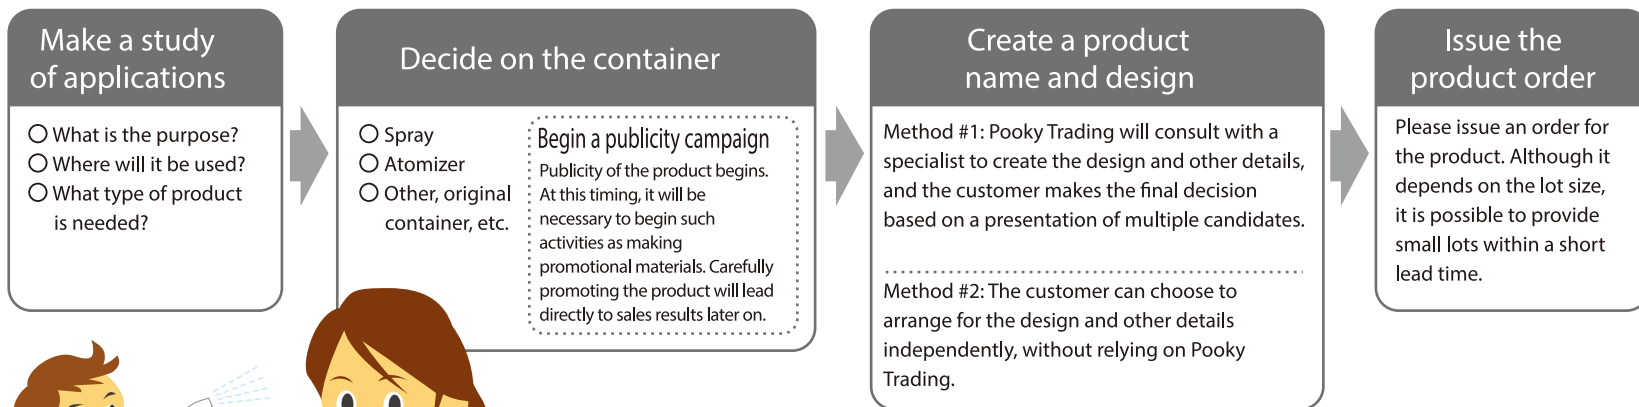 Make a study
of applications
○ What is the purpose?
○ Where will it be used?
○ What type of product
is needed?
Decide on the container
○ Spray
○ Atomizer
○ Other, original
container, etc.
Begin a publicity campaign
Publicity of the product begins.
At this timing, it will be
necessary to begin such
activities as making
promotional materials. Carefully
promoting the product will lead
directly to sales results later on.
Create a product
name and design
Method #1: Pooky Trading will consult with a
specialist to create the design and other details,
and the customer makes the final decision
based on a presentation of multiple candidates.
Method #2: The customer can choose to
arrange for the design and other details
independently, without relying on Pooky
Trading.
Issue the
product order
Please issue an order for
the product. Although it
depends on the lot size,
it is possible to provide
small lots within a short
lead time.